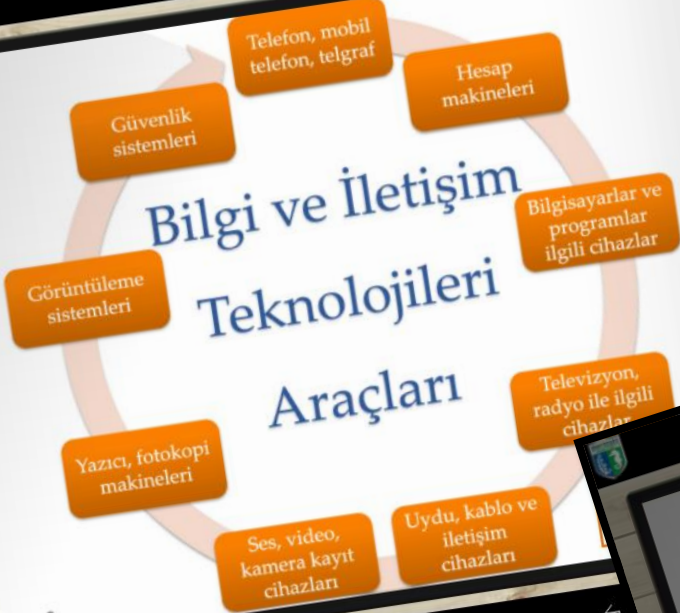 Telefon, mobil
telefon, telgraf
Hesap
makineleri
Bilgisayarlar ve
programlar
ilgili cihazlar
Televizyon,
radyo ile ilgili
cihazlar
Uydu, kablo ve
iletişim
cihazları
Ses, video,
kamera kayıt
cihazları
Yazıcı, fotokopi
makineleri
Görüntüleme
sistemleri
Güvenlik
sistemleri
Bilgi ve İletişim
Teknolojileri
Araçları